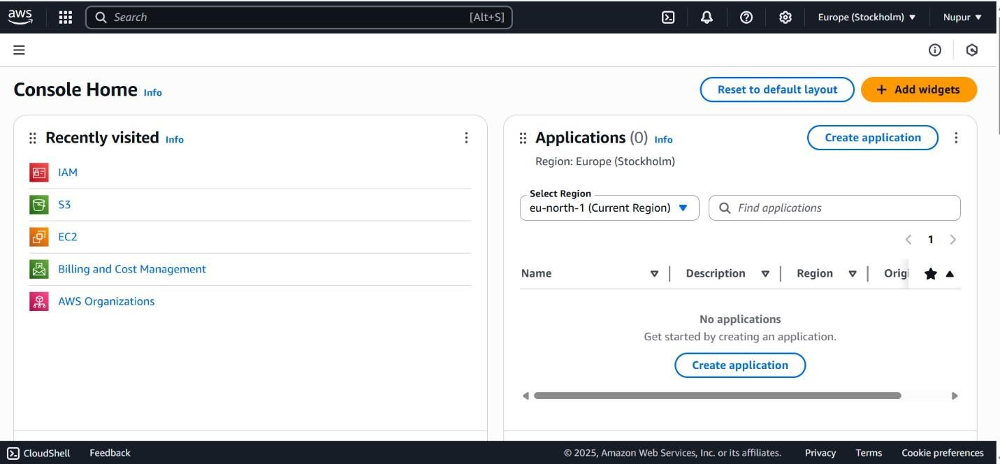 aws
Search [Alt+S]
Europe (Stockholm)
Nupur
Console Home Info
Reset to default layout
+ Add widgets
Recently visited Info
IAM
S3
EC2
Billing and Cost Management
AWS Organizations
Applications (0) Info
Create application
Region: Europe (Stockholm)
Select Region
eu-north-1 (Current Region)
Find applications
1
Name Description Region Origi
No applications
Get started by creating an application.
Create application
CloudShell Feedback © 2025, Amazon Web Services, Inc. or its affiliates. Privacy Terms Cookie preferences